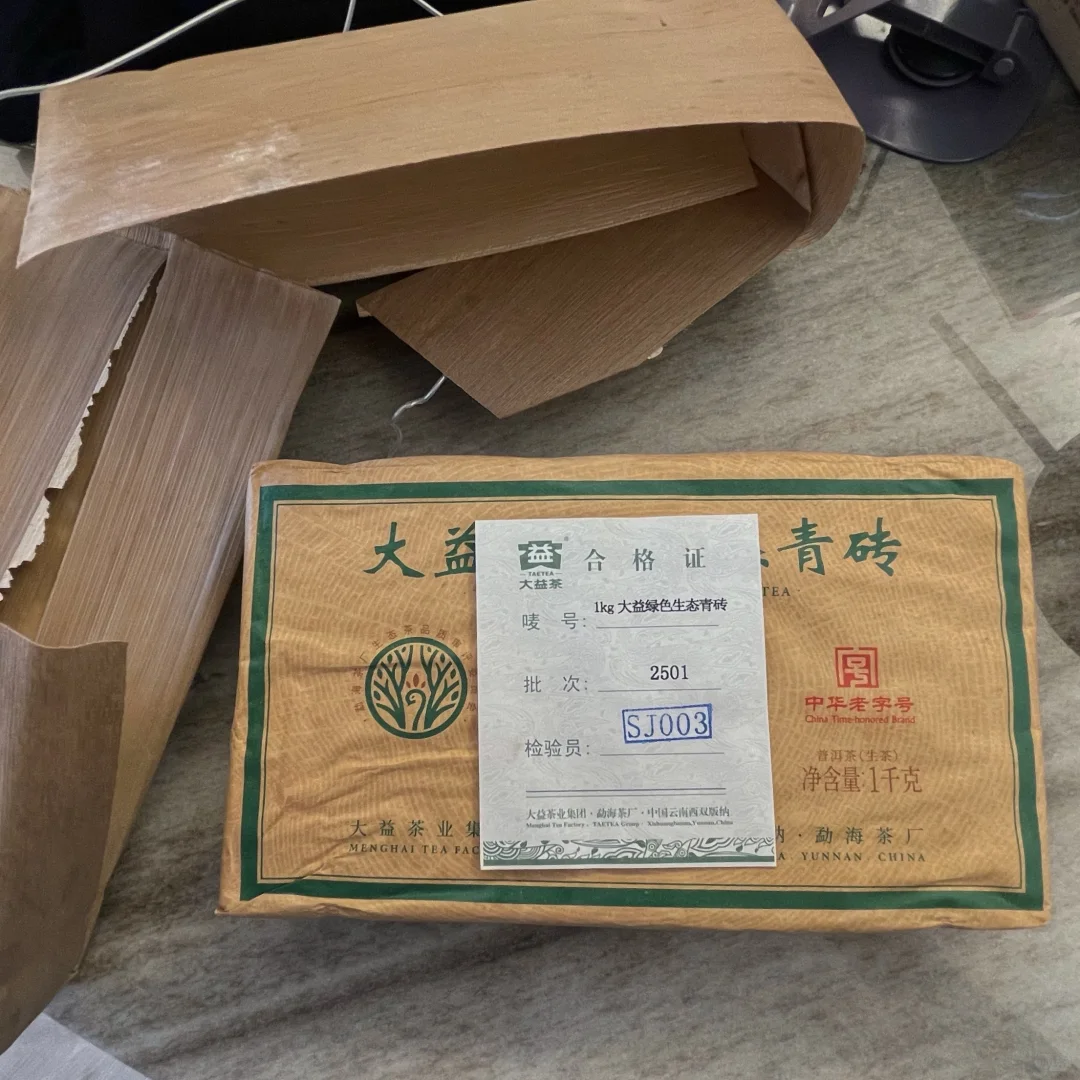 大益
青砖
TEA
益
TAETEA
大益茶
®
合格证
唛 号: 1kg 大益绿色生态青砖
批 次: 2501
检验员: SJ003
大益茶业集团·勐海茶厂·中国云南西双版纳
Menghai Tea Factory . TAETEA Group . Xishuangbanna,Yunnan,China
中华老字号
China Time-honored Brand
普洱茶(生茶)
净含量:1千克
大益茶业集
纳·勐海茶厂
MENGHAI TEA FAC
A YUNNAN CHINA